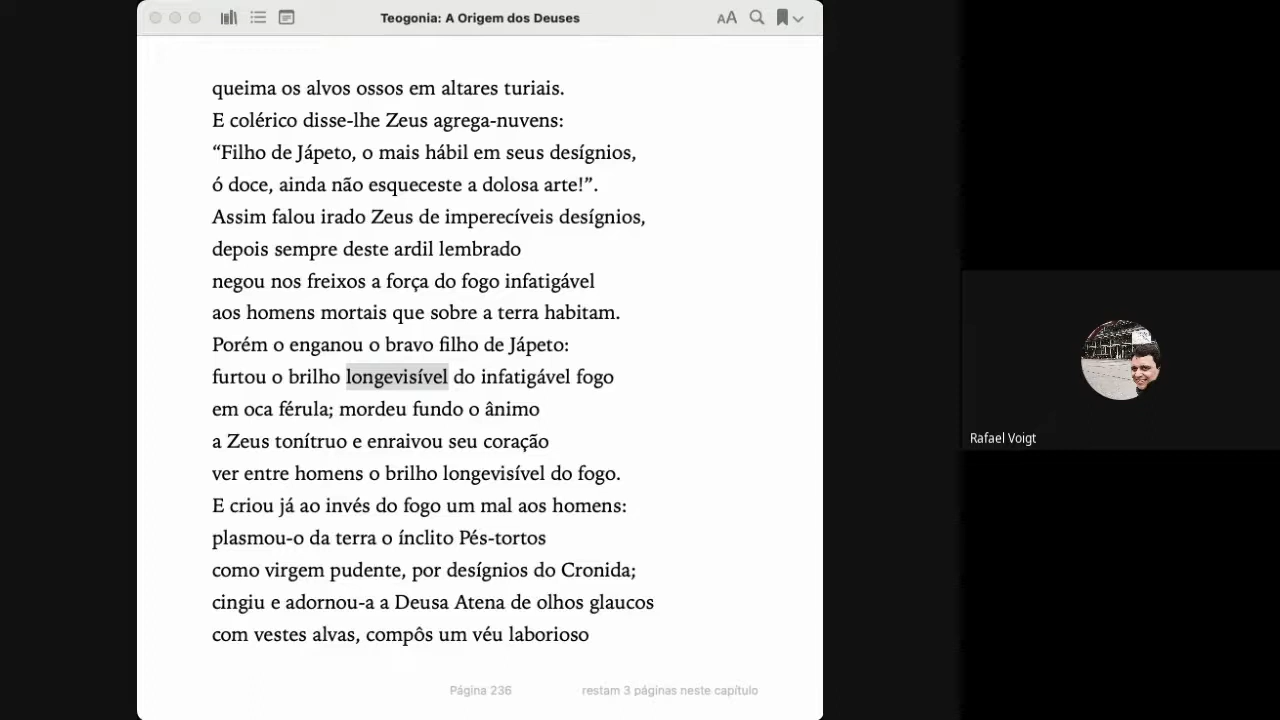 Teogonia: A Origem dos Deuses
AA
queima os alvos ossos em altares turiais.
E colérico disse-lhe Zeus agrega-nuvens:
“Filho de Jápeto, o mais hábil em seus desígnios,
ó doce, ainda não esqueceste a dolosa arte!”.
Assim falou irado Zeus de imperecíveis desígnios,
depois sempre deste ardil lembrado
negou nos freixos a força do fogo infatigável
aos homens mortais que sobre a terra habitam.
Porém o enganou o bravo filho de Jápeto:
furtou o brilho longevisível do infatigável fogo
em oca férula; mordeu fundo o ânimo
a Zeus tonítruo e enraivou seu coração
ver entre homens o brilho longevisível do fogo.
E criou já ao invés do fogo um mal aos homens:
plasmou-o da terra o ínclito Pés-tortos
como virgem pudente, por desígnios do Cronida;
cingiu e adornou-a a Deusa Atena de olhos glaucos
com vestes alvas, compôs um véu laborioso
Página 236
restam 3 páginas neste capítulo
Rafael Voigt